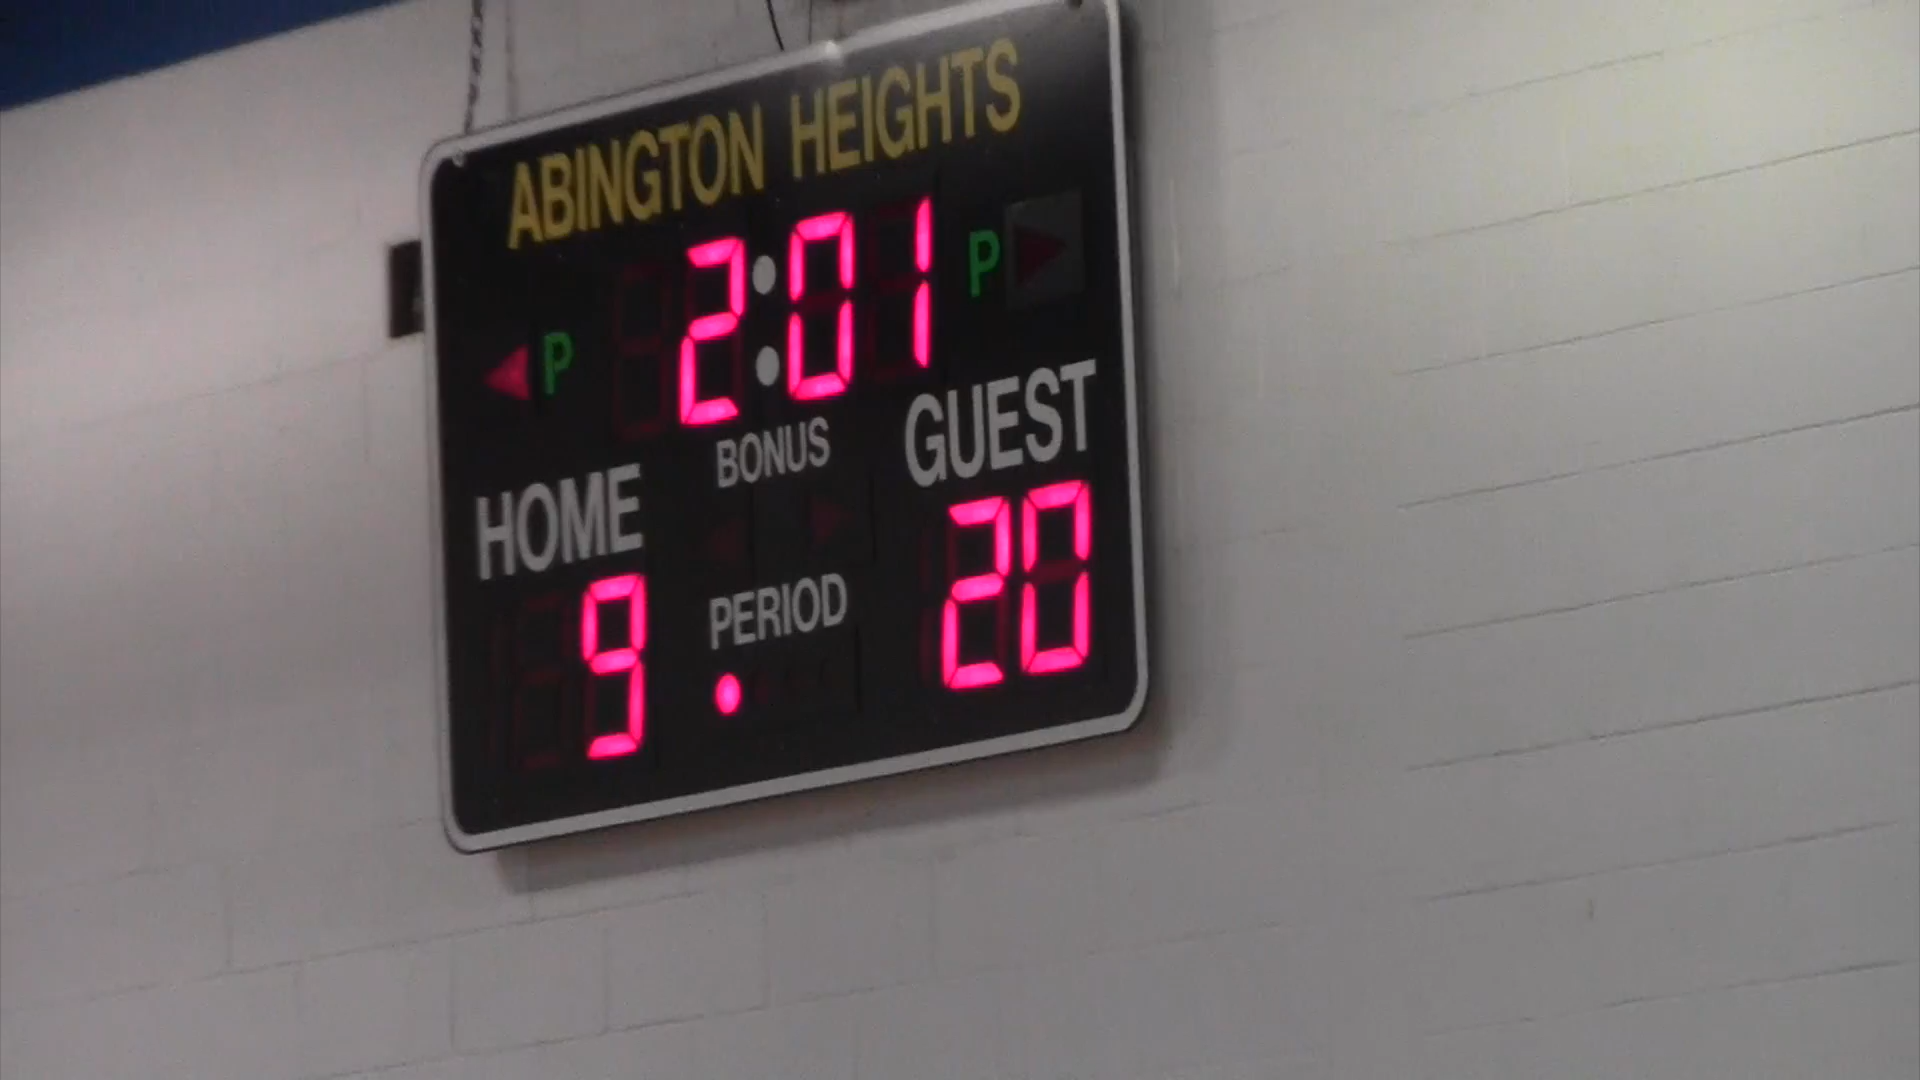 ABINGTON HEIGHTS
P 2:01 P
BONUS
HOME GUEST
9 20
PERIOD